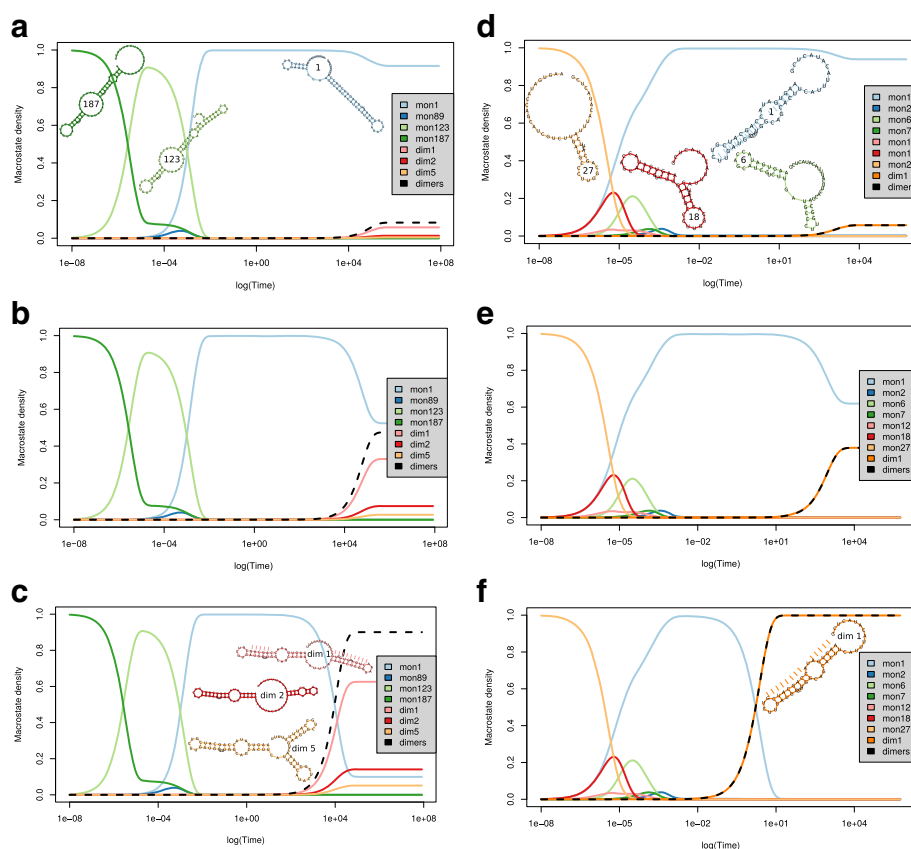 a
Macrostate density
0.0 0.2 0.4 0.6 0.8 1.0
187
123
1
mon1
mon89
mon123
mon187
dim1
dim2
dim5
dimers
1e-08 1e-04 1e+00 1e+04 1e+08
log(Time)
d
Macrostate density
0.0 0.2 0.4 0.6 0.8 1.0
27
18
1
6
mon1
mon2
mon6
mon7
mon1
mon1
mon2
dim1
dimers
1e-08 1e-05 1e-02 1e+01 1e+04
log(Time)
b
Macrostate density
0.0 0.2 0.4 0.6 0.8 1.0
mon1
mon89
mon123
mon187
dim1
dim2
dim5
dimers
1e-08 1e-04 1e+00 1e+04 1e+08
log(Time)
e
Macrostate density
0.0 0.2 0.4 0.6 0.8 1.0
mon1
mon2
mon6
mon7
mon12
mon18
mon27
dim1
dimers
1e-08 1e-05 1e-02 1e+01 1e+04
log(Time)
c
Macrostate density
0.0 0.2 0.4 0.6 0.8 1.0
dim 1
dim 2
dim 5
mon1
mon89
mon123
mon187
dim1
dim2
dim5
dimers
1e-08 1e-04 1e+00 1e+04 1e+08
log(Time)
f
Macrostate density
0.0 0.2 0.4 0.6 0.8 1.0
dim 1
mon1
mon2
mon6
mon7
mon12
mon18
mon27
dim1
dimers
1e-08 1e-05 1e-02 1e+01 1e+04
log(Time)